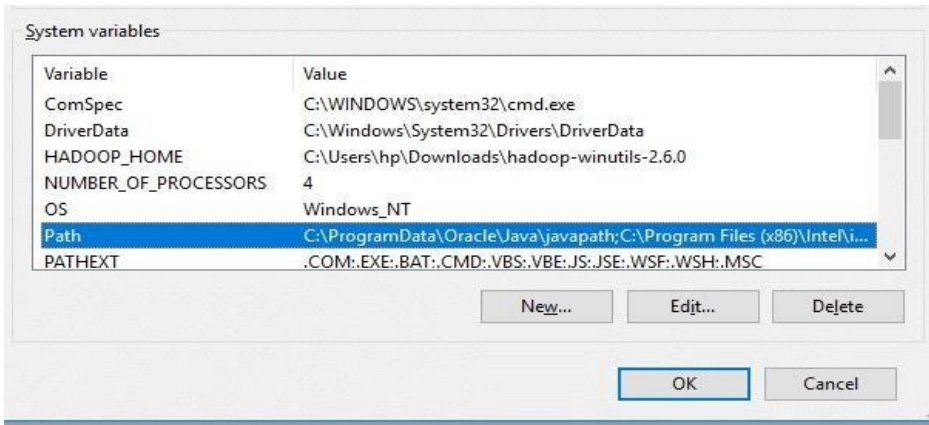 System variables
Variable Value
ComSpec C:\WINDOWS\system32\cmd.exe
DriverData C:\Windows\System32\Drivers\DriverData
HADOOP_HOME C:\Users\hp\Downloads\hadoop-winutils-2.6.0
NUMBER_OF_PROCESSORS 4
OS Windows_NT
Path C:\ProgramData\Oracle\Java\javapath;C:\Program Files (x86)\Intel\i...
PATHEXT .COM;.EXE;.BAT;.CMD;.VBS;.VBE;.JS;.JSE;.WSF;.WSH;.MSC
New... Edit... Delete
OK Cancel